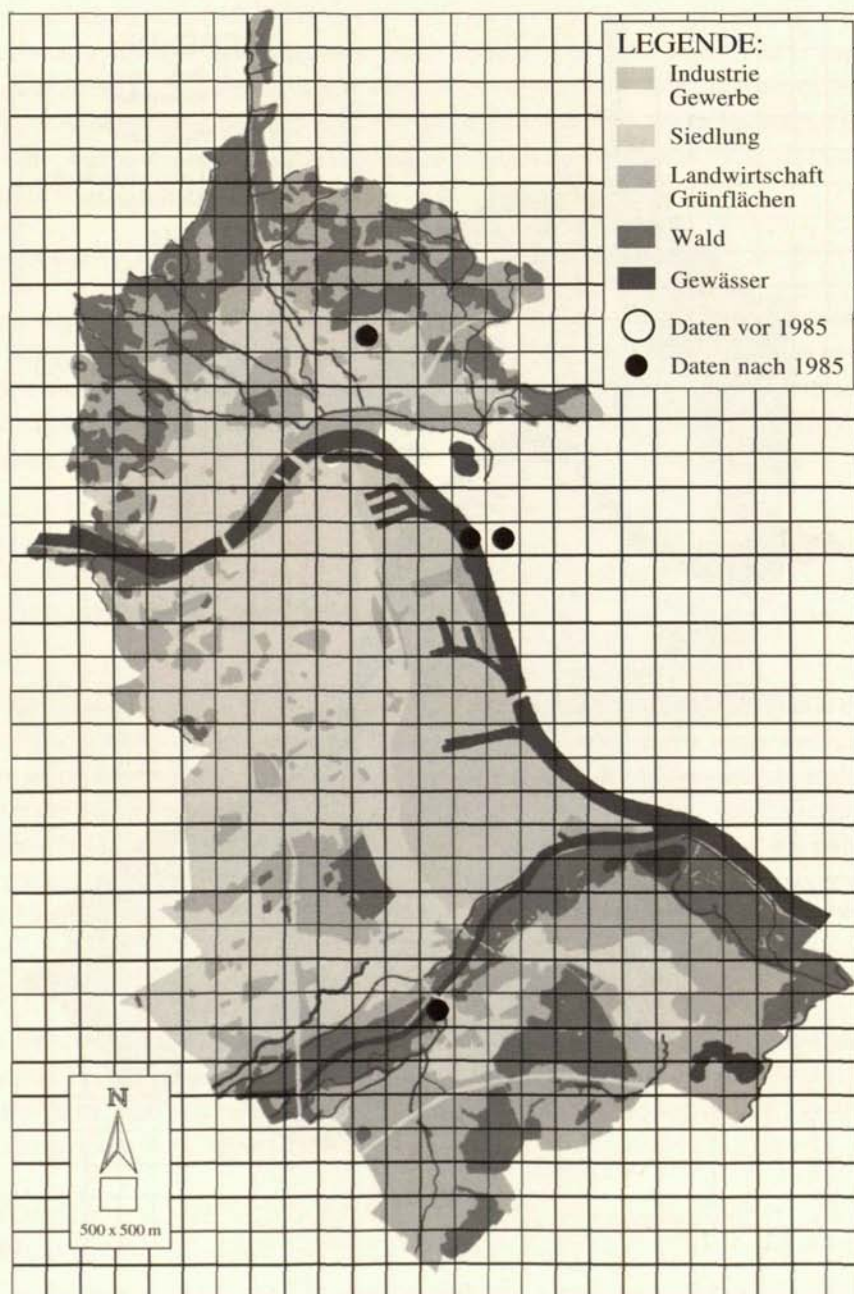 LEGENDE:
Industrie
Gewerbe
Siedlung
Landwirtschaft
Grünflächen
Wald
Gewässer
Daten vor 1985
Daten nach 1985
N
500 x 500 m